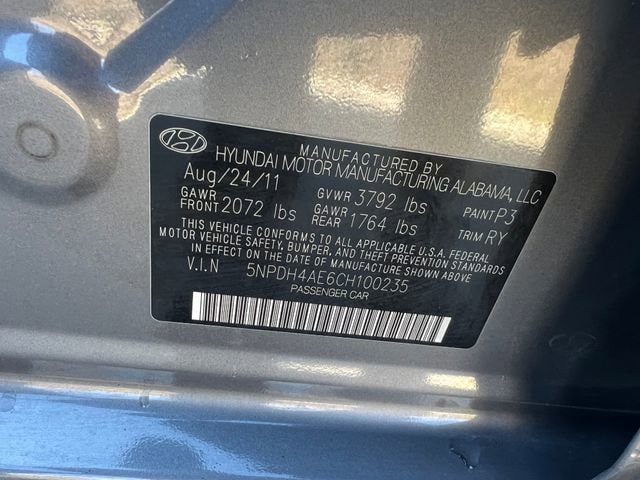 MANUFACTURED BY
HYUNDAI MOTOR MANUFACTURING ALABAMA, LLC
Aug/24/11 GVWR 3792 lbs PAINT P3
GAWR FRONT 2072 lbs GAWR REAR 1764 lbs TRIM RY
THIS VEHICLE CONFORMS TO ALL APPLICABLE U.S.A. FEDERAL
MOTOR VEHICLE SAFETY, BUMPER, AND THEFT PREVENTION STANDARDS
IN EFFECT ON THE DATE OF MANUFACTURE SHOWN ABOVE.
V.I.N 5NPDH4AE6CH100235
PASSENGER CAR